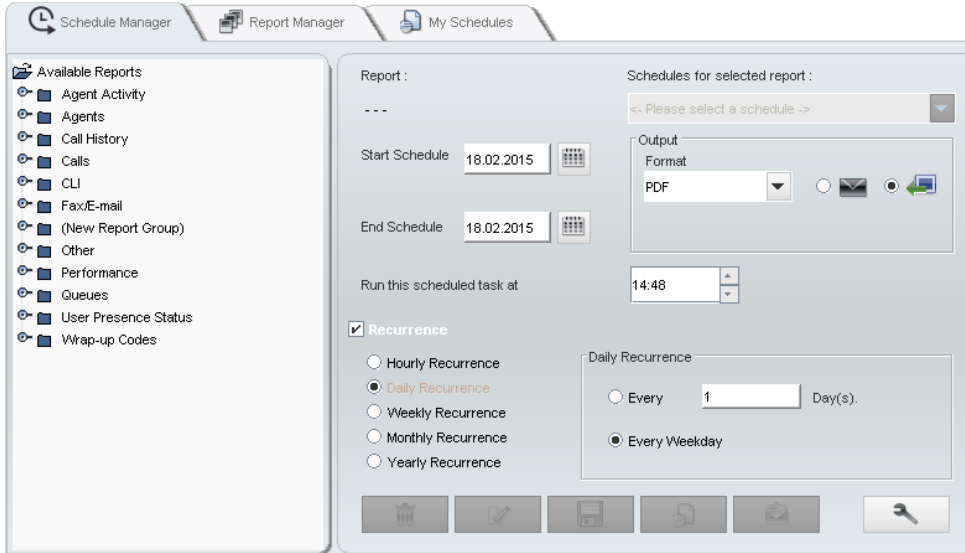 Schedule Manager
Report Manager
My Schedules
Available Reports
Agent Activity
Agents
Call History
Calls
CLI
Fax/E-mail
(New Report Group)
Other
Performance
Queues
User Presence Status
Wrap-up Codes
Report :
- - -
Schedules for selected report :
<- Please select a schedule ->
Start Schedule 18.02.2015
End Schedule 18.02.2015
Output
Format
PDF
Run this scheduled task at 14:48
Recurrence
Hourly Recurrence
Daily Recurrence
Weekly Recurrence
Monthly Recurrence
Yearly Recurrence
Daily Recurrence
Every 1 Day(s).
Every Weekday